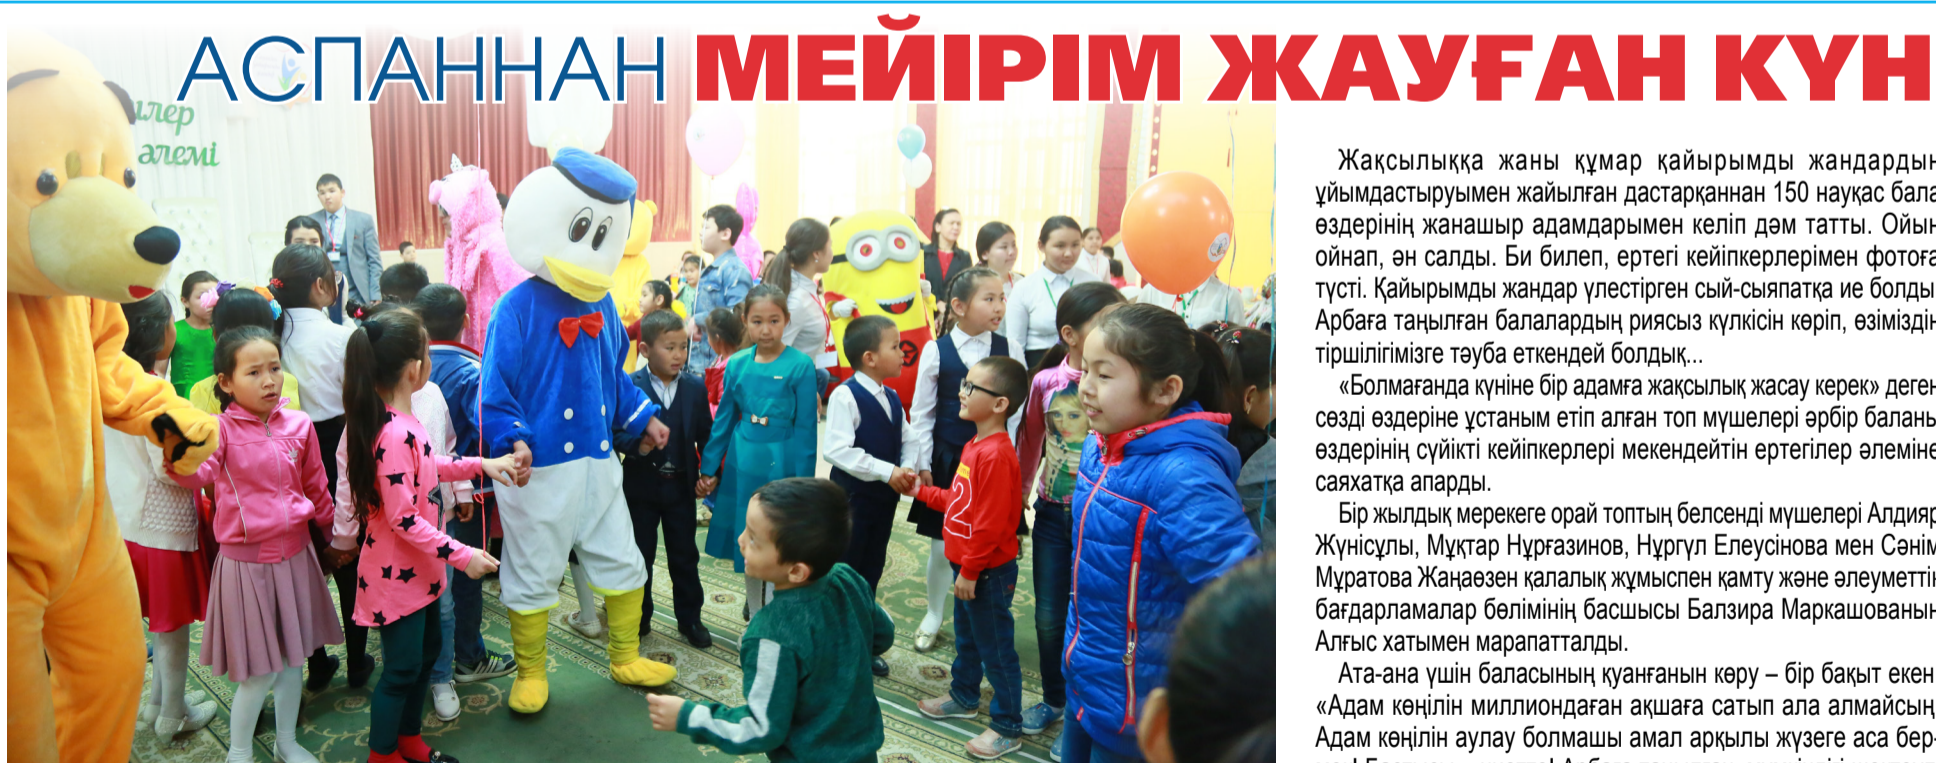 АСПАННАН МЕЙІРІМ ЖАУҒАН КҮН
әлемі
2
Жақсылыққа жаны құмар қайырымды жандардың
ұйымдастыруымен жайылған дастарқаннан 150 науқас бала
өздерінің жанашыр адамдарымен келіп дәм татты. Ойын
ойнап, ән салды. Би билеп, ертегі кейіпкерлерімен фотоға
түсті. Қайырымды жандар үлестірген сый-сыяпатқа ие болды.
Арбаға таңылған балалардың риясыз күлкісін көріп, өзіміздің
тіршілігімізге тәуба еткендей болдық...
«Болмағанда күніне бір адамға жақсылық жасау керек» деген
сөзді өздеріне ұстаным етіп алған топ мүшелері әрбір баланы
өздерінің сүйікті кейіпкерлері мекендейтін ертегілер әлеміне
саяхатқа апарды.
Бір жылдық мерекеге орай топтың белсенді мүшелері Алдияр
Жүнісұлы, Мұқтар Нұрғазинов, Нұргүл Елеусінова мен Сәнім
Мұратова Жаңаөзен қалалық жұмыспен қамту және әлеуметтік
бағдарламалар бөлімінің басшысы Балзира Маркашованың
Алғыс хатымен марапатталды.
Ата-ана үшін баласының қуанғанын көру – бір бақыт екен.
«Адам көңілін миллиондаған ақшаға сатып ала алмайсың.
Адам көңілін аулау болмашы амал арқылы жүзеге аса бер-